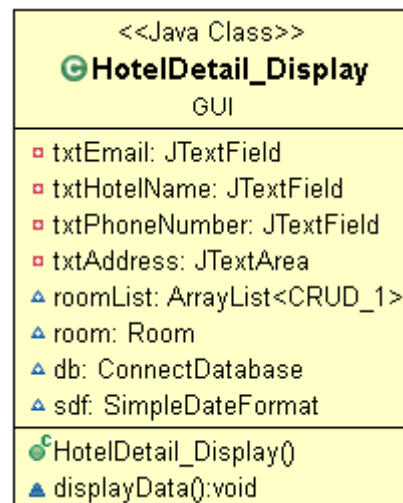 <<Java Class>>
HotelDetail_Display
GUI
txtEmail: JTextField
txtHotelName: JTextField
txtPhoneNumber: JTextField
txtAddress: JTextArea
roomList: ArrayList<CRUD_1>
room: Room
db: ConnectDatabase
sdf: SimpleDateFormat
HotelDetail_Display()
displayData():void